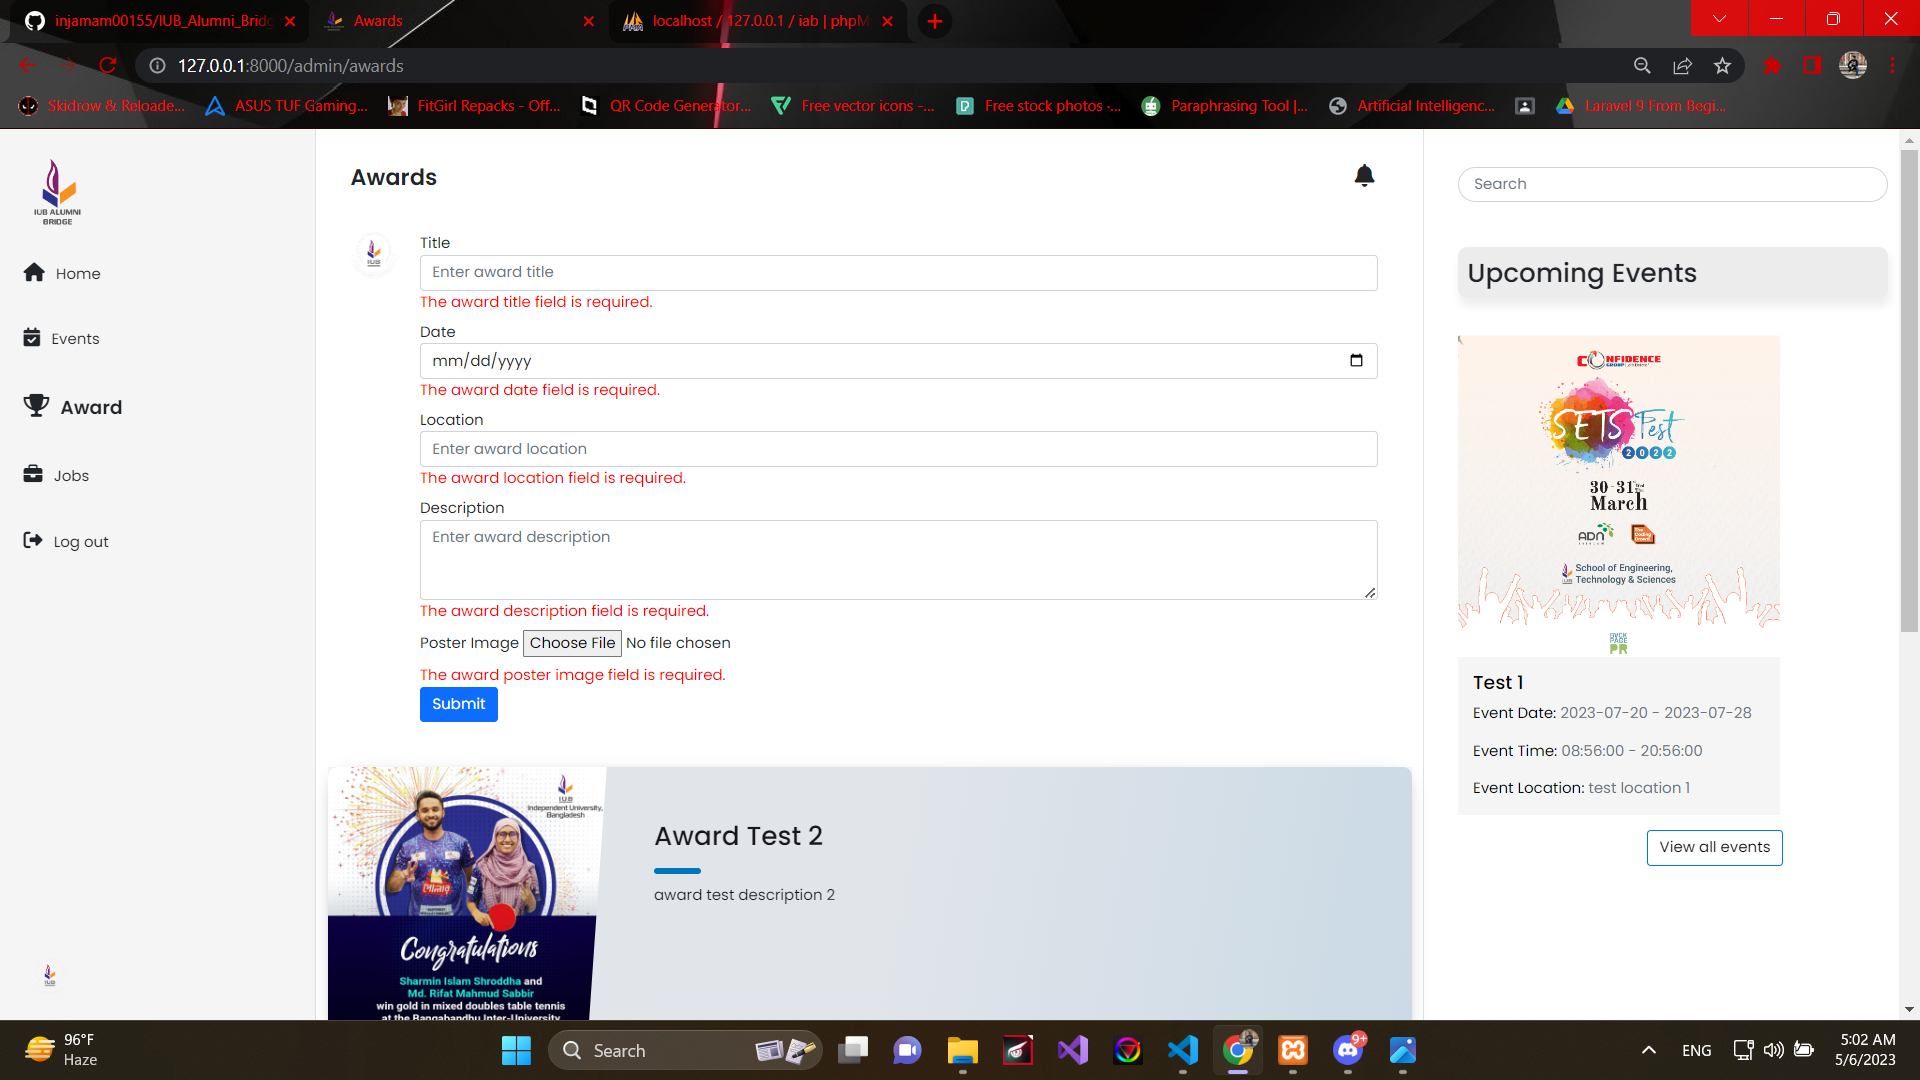 injamam00155/IUB_Alumni_Bridg
Awards
localhost / 127.0.0.1 / iab | phpM
127.0.0.1:8000/admin/awards
Skidrow & Reloade...
ASUS TUF Gaming...
FitGirl Repacks - Off...
QR Code Generator...
Free vector icons -...
Free stock photos -...
Paraphrasing Tool |...
Artificial Intelligenc...
Laravel 9 From Begi...
IUB ALUMNI
BRIDGE
Home
Events
Award
Jobs
Log out
IUB
Awards
IUB
Title
Enter award title
The award title field is required.
Date
mm/dd/yyyy
The award date field is required.
Location
Enter award location
The award location field is required.
Description
Enter award description
The award description field is required.
Poster Image Choose File No file chosen
The award poster image field is required.
Submit
IUB
Independent University,
Bangladesh
Congratulations
Sharmin Islam Shroddha and
Md. Rifat Mahmud Sabbir
win gold in mixed doubles table tennis
at the Bangabandhu Inter-University
Award Test 2
award test description 2
Search
Upcoming Events
CONFIDENCE
GROUP
SETS Fest
2022
30-31
March
ADN
School of Engineering,
Technology & Sciences
BACK
PAGE
PR
Test 1
Event Date: 2023-07-20 - 2023-07-28
Event Time: 08:56:00 - 20:56:00
Event Location: test location 1
View all events
96°F
Haze
Search
9+
ENG
5:02 AM
5/6/2023